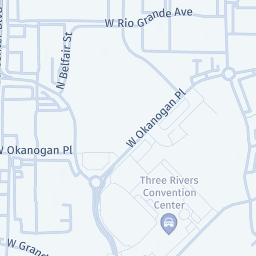 W Rio Grande Ave
N Belfair St
W Okanogan Pl
W Okanogan Pl
Three Rivers
Convention
Center